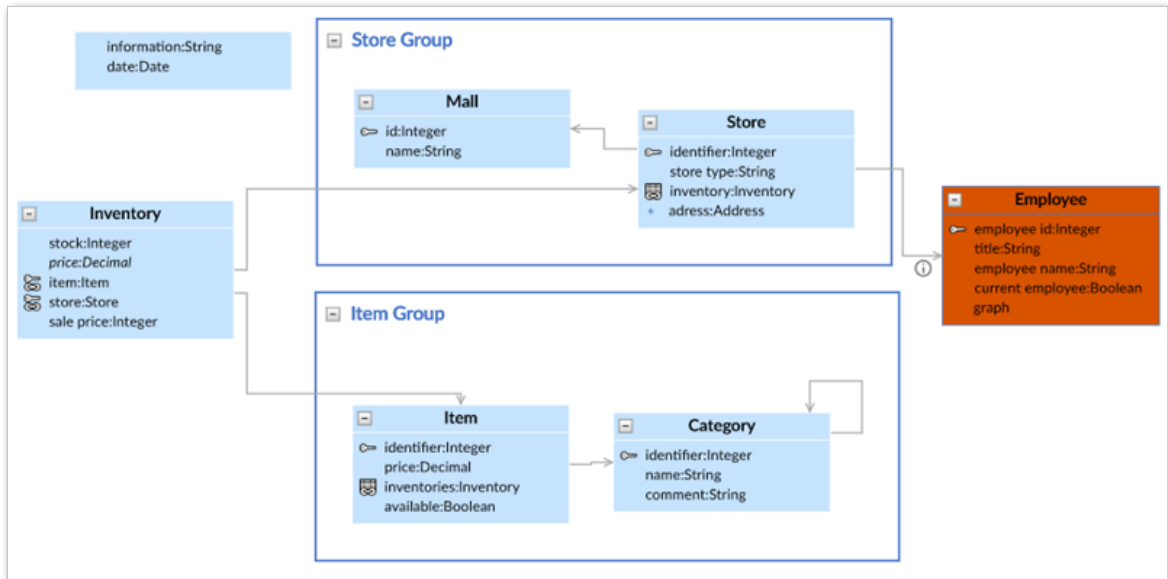 information:String
date:Date
Store Group
Mall
id:Integer
name:String
Store
identifier:Integer
store type:String
inventory:Inventory
+ adress:Address
Inventory
stock:Integer
price:Decimal
item:Item
store:Store
sale price:Integer
Employee
employee id:Integer
title:String
employee name:String
current employee:Boolean
graph
Item Group
Item
identifier:Integer
price:Decimal
inventories:Inventory
available:Boolean
Category
identifier:Integer
name:String
comment:String